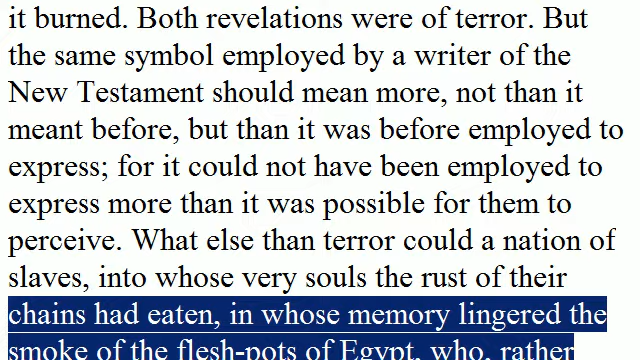 it burned. Both revelations were of terror. But
the same symbol employed by a writer of the
New Testament should mean more, not than it
meant before, but than it was before employed to
express; for it could not have been employed to
express more than it was possible for them to
perceive. What else than terror could a nation of
slaves, into whose very souls the rust of their
chains had eaten, in whose memory lingered the
smoke of the flesh-pots of Egypt, who, rather